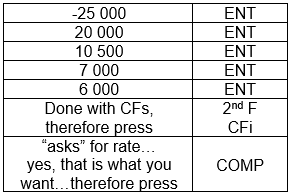 -25 000 ENT
20 000 ENT
10 500 ENT
7 000 ENT
6 000 ENT
Done with CFs, 2nd F
therefore press CFi
“asks” for rate…
yes, that is what you COMP
want…therefore press